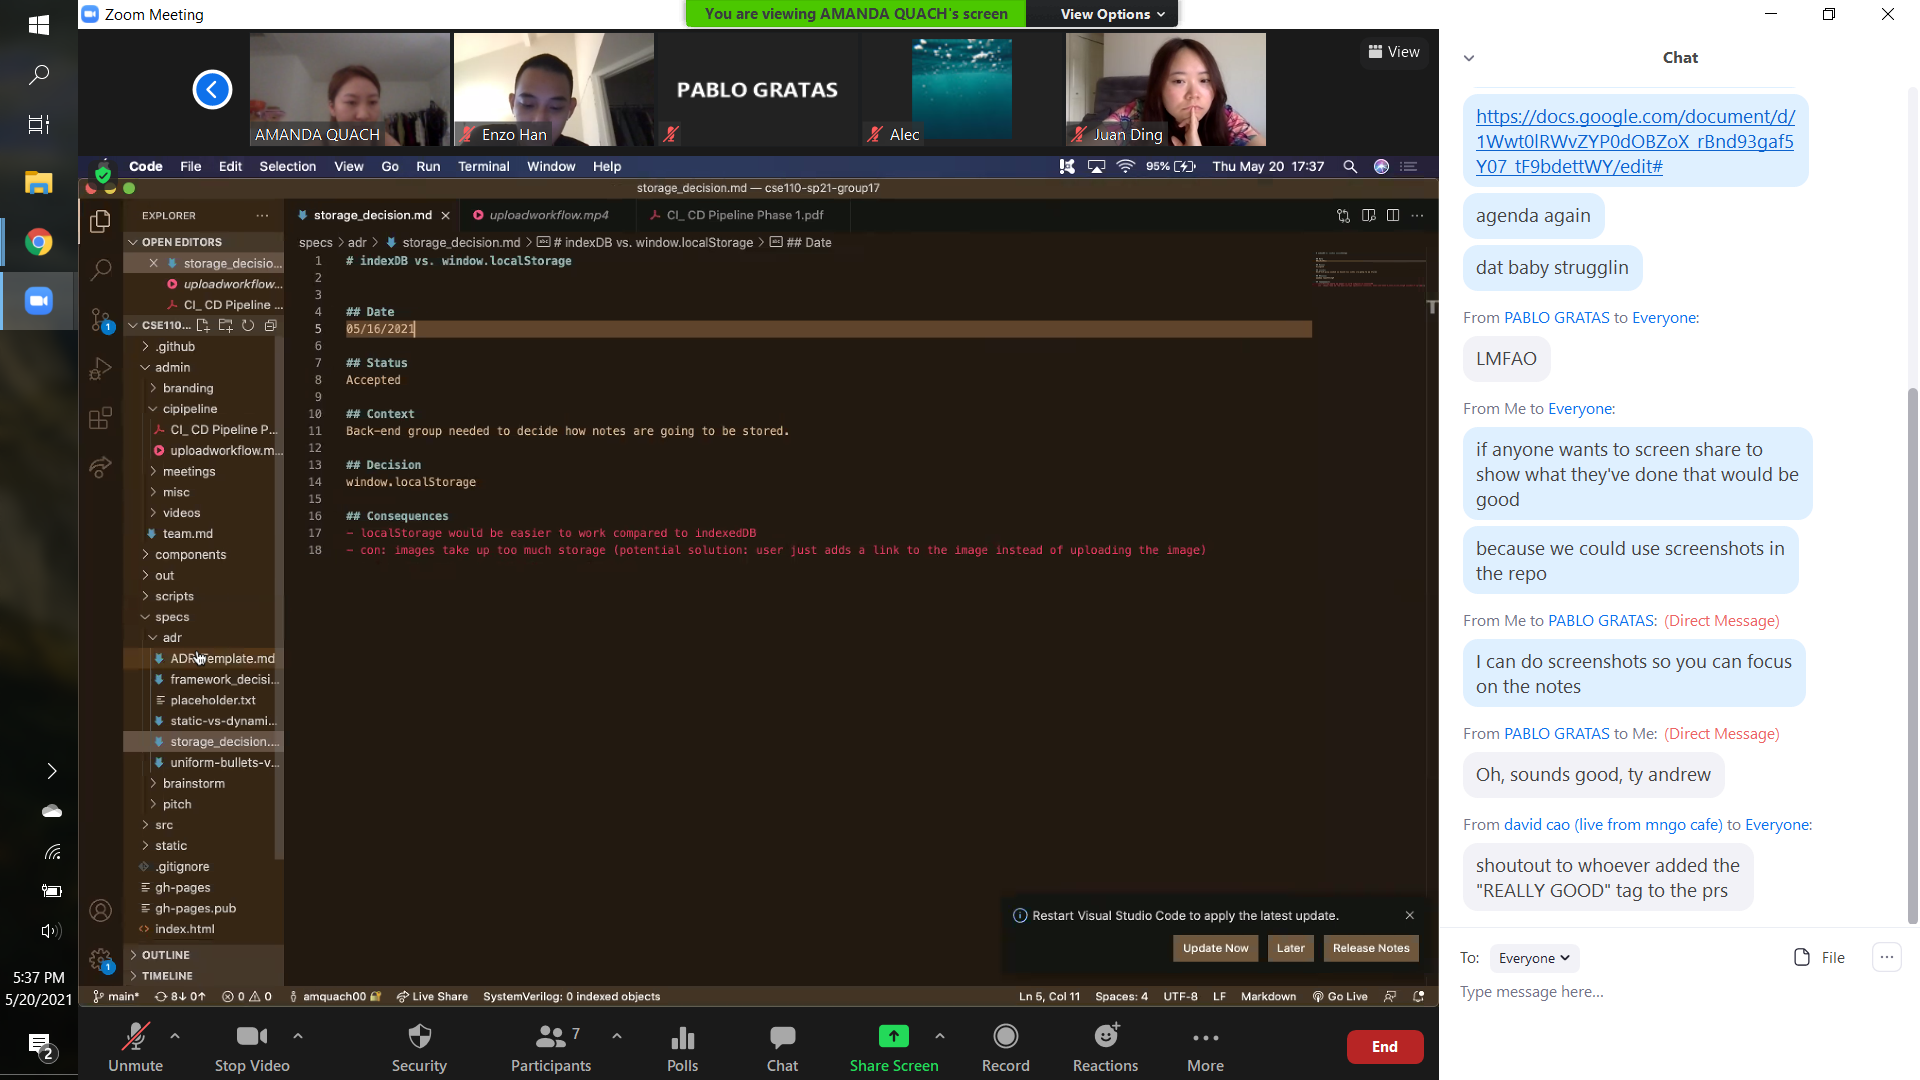 Zoom Meeting
You are viewing AMANDA QUACH's screen
View Options
AMANDA QUACH
Enzo Han
PABLO GRATAS
Alec
Juan Ding
View
Code File Edit Selection View Go Run Terminal Window Help
95% Thu May 20 17:37
storage_decision.md — cse110-sp21-group17
EXPLORER
storage_decision.md
uploadworkflow.mp4
CI_ CD Pipeline Phase 1.pdf
OPEN EDITORS
storage_decisio...
uploadworkflow...
CI_ CD Pipeline ...
CSE110...
.github
admin
branding
cipipeline
CI_ CD Pipeline P...
uploadworkflow.m...
meetings
misc
videos
team.md
components
out
scripts
specs
adr
framework_decisi...
placeholder.txt
static-vs-dynami...
storage_decision....
uniform-bullets-v...
brainstorm
pitch
src
static
.gitignore
gh-pages
gh-pages.pub
index.html
OUTLINE
TIMELINE
1
1
specs > adr > storage_decision.md > # indexDB vs. window.localStorage > ## Date
1 # indexDB vs. window.localStorage
2
3
4 ## Date
5 05/16/2021
6
7 ## Status
8 Accepted
9
10 ## Context
11 Back-end group needed to decide how notes are going to be stored.
12
13 ## Decision
14 window.localStorage
15
16 ## Consequences
17 - localStorage would be easier to work compared to indexedDB
18 - con: images take up too much storage (potential solution: user just adds a link to the image instead of uploading the image)
Restart Visual Studio Code to apply the latest update.
Update Now
Later
Release Notes
main* 8↓ 0↑ 0 0 amquach00 Live Share SystemVerilog: 0 indexed objects
Ln 5, Col 11 Spaces: 4 UTF-8 LF Markdown Go Live
Unmute
Stop Video
Security
Participants
7
Polls
Chat
Share Screen
Record
Reactions
More
End
Chat
https://docs.google.com/document/d/
1Wwt0lRWvZYP0dOBZoX_rBnd93gaf5
Y07_tF9bdettWY/edit#
agenda again
dat baby strugglin
From PABLO GRATAS to Everyone:
LMFAO
From Me to Everyone:
if anyone wants to screen share to
show what they've done that would be
good
because we could use screenshots in
the repo
From Me to PABLO GRATAS: (Direct Message)
I can do screenshots so you can focus
on the notes
From PABLO GRATAS to Me: (Direct Message)
Oh, sounds good, ty andrew
From david cao (live from mngo cafe) to Everyone:
shoutout to whoever added the
"REALLY GOOD" tag to the prs
To: Everyone
File
Type message here...
5:37 PM
5/20/2021
2